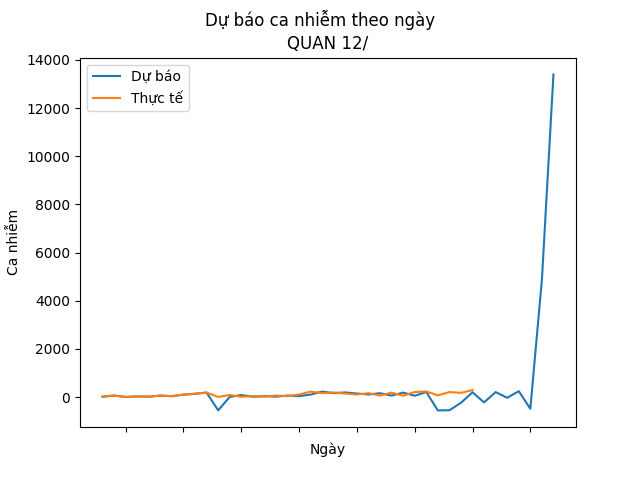 Dự báo ca nhiễm theo ngày
QUAN 12/
Dự báo
Thực tế
14000
12000
10000
8000
6000
4000
2000
0
Ca nhiễm
Ngày